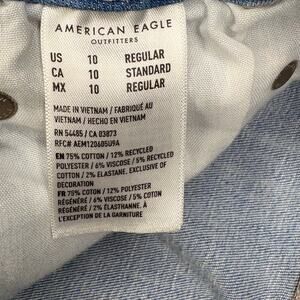 AMERICAN EAGLE
OUTFITTERS
US 10 REGULAR
CA 10 STANDARD
MX 10 REGULAR
MADE IN VIETNAM / FABRIQUÉ AU
VIETNAM / HECHO EN VIETNAM
RN 54485 / CA 03873
RFC# AEM120605U9A
EN 75% COTTON / 12% RECYCLED
POLYESTER / 6% VISCOSE / 5% RECYCLED
COTTON / 2% ELASTANE. EXCLUSIVE OF
DECORATION
FR 75% COTON / 12% POLYESTER
RÉGÉNÉRÉ / 6% VISCOSE / 5% COTON
RÉGÉNÉRÉ / 2% ÉLASTHANNE. À
L'EXCEPTION DE LA GARNITURE